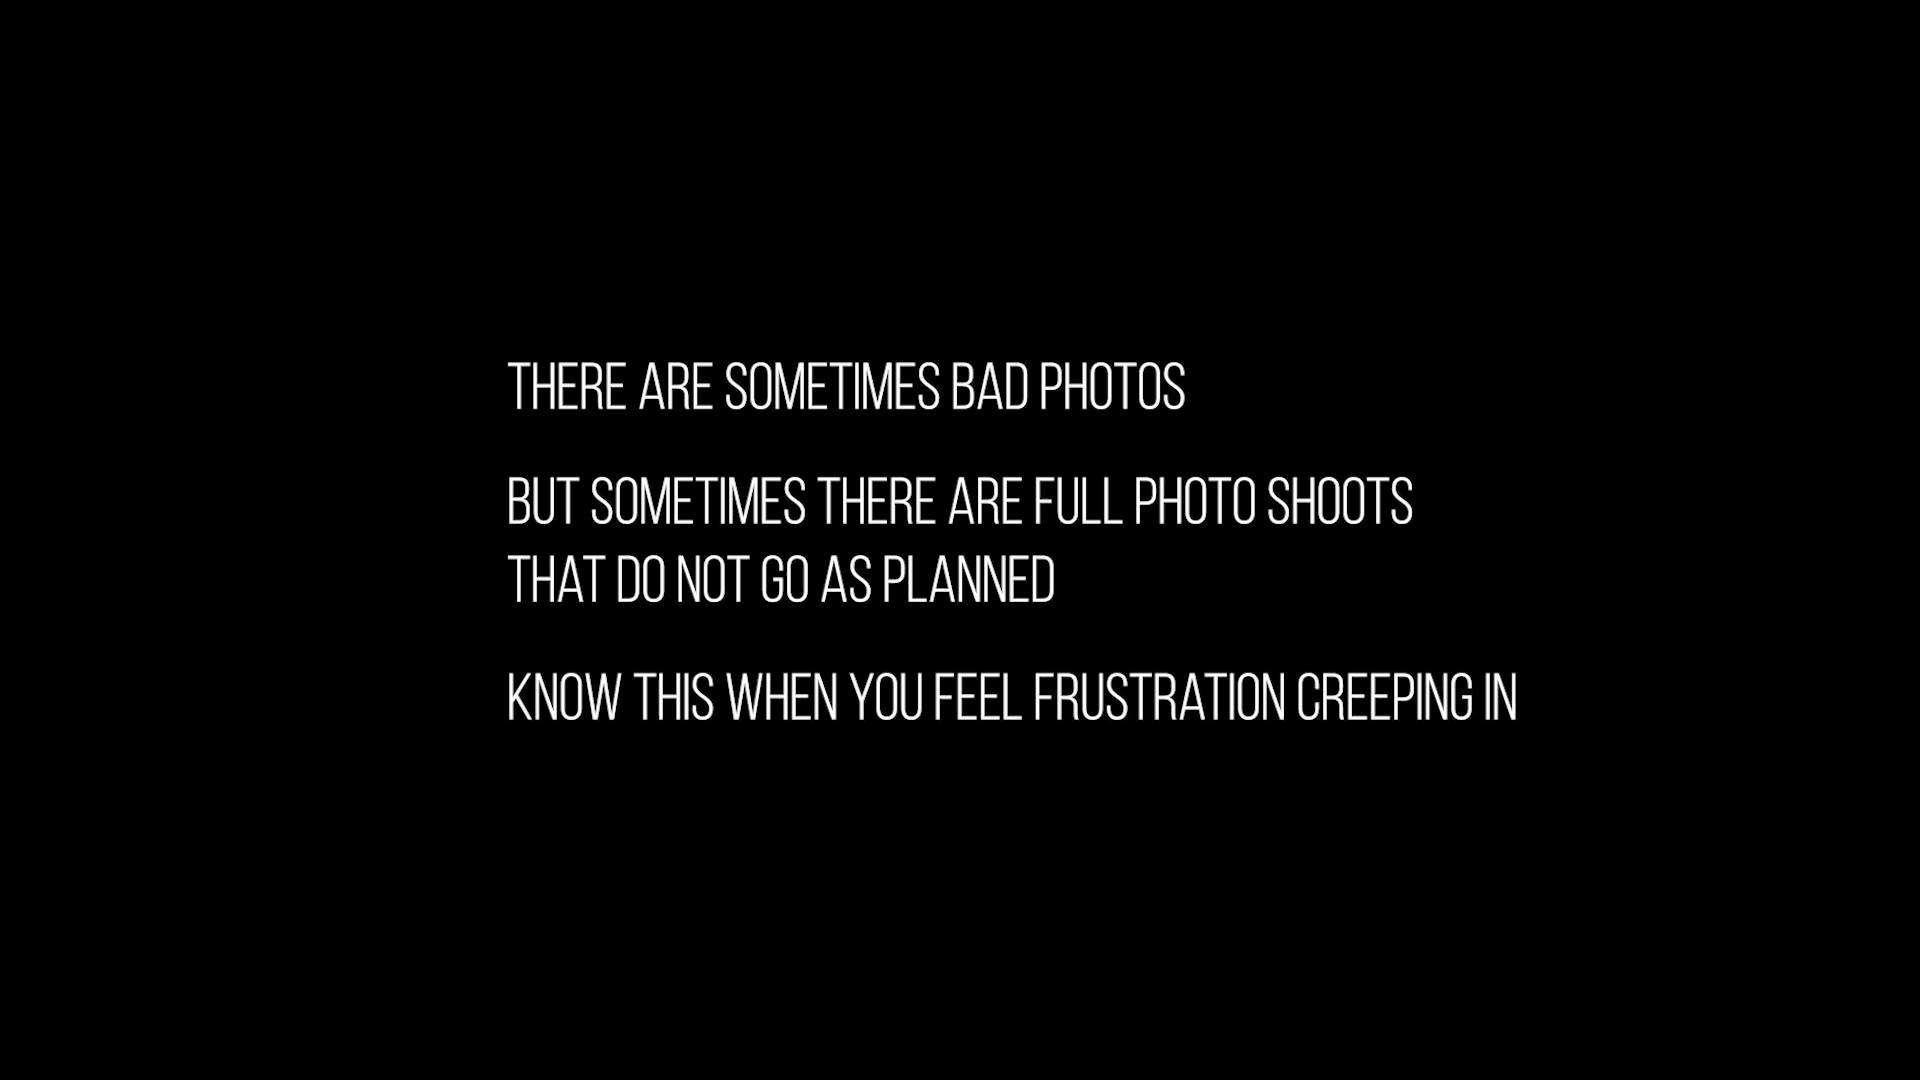 THERE ARE SOMETIMES BAD PHOTOS
BUT SOMETIMES THERE ARE FULL PHOTO SHOOTS
THAT DO NOT GO AS PLANNED
KNOW THIS WHEN YOU FEEL FRUSTRATION CREEPING IN